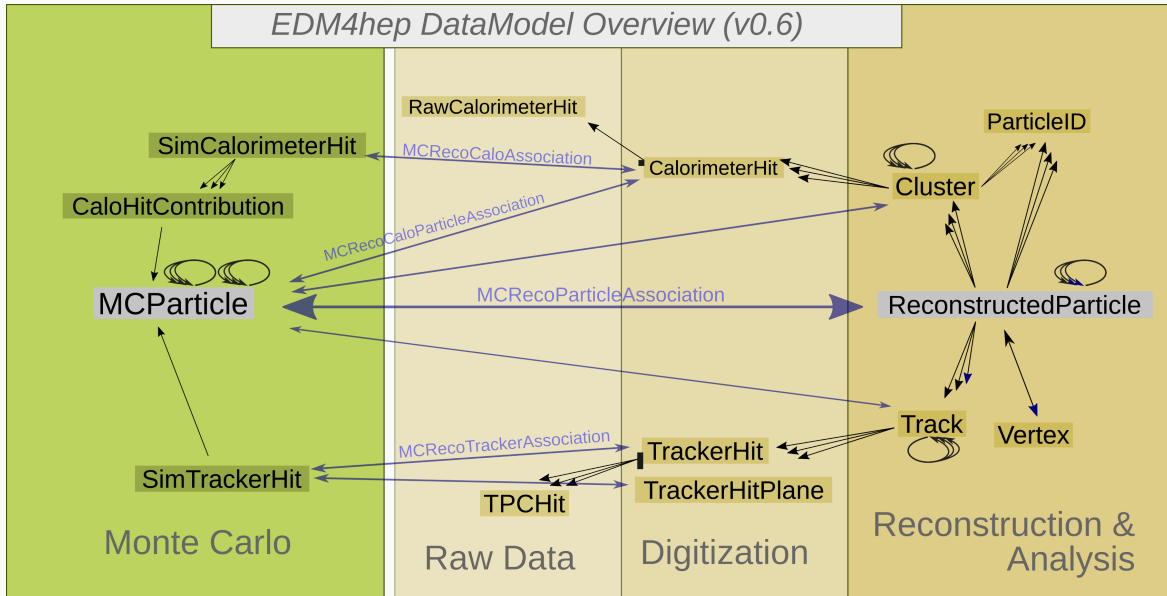 EDM4hep DataModel Overview (v0.6)
RawCalorimeterHit
ParticleID
SimCalorimeterHit
MCRecoCaloAssociation
CalorimeterHit
Cluster
CaloHitContribution
MCRecoCaloParticleAssociation
MCParticle
MCRecoParticleAssociation
ReconstructedParticle
Track
Vertex
MCRecoTrackerAssociation
TrackerHit
SimTrackerHit
TPCHit
TrackerHitPlane
Monte Carlo
Raw Data
Digitization
Reconstruction &
Analysis